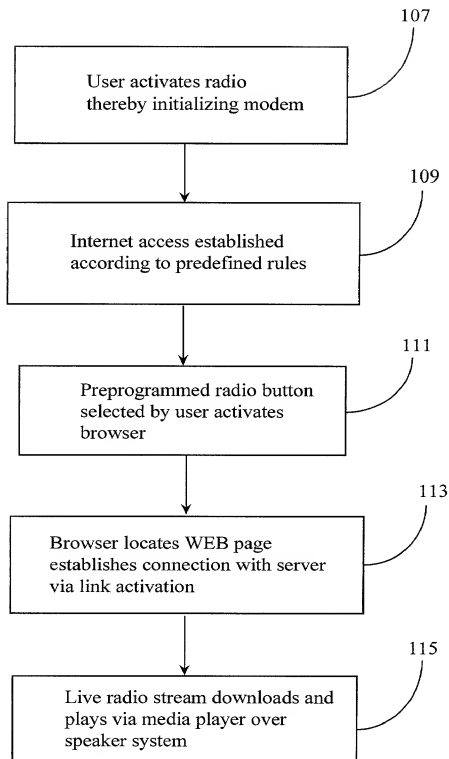 107
User activates radio
thereby initializing modem
109
Internet access established
according to predefined rules
111
Preprogrammed radio button
selected by user activates
browser
113
Browser locates WEB page
establishes connection with server
via link activation
115
Live radio stream downloads and
plays via media player over
speaker system